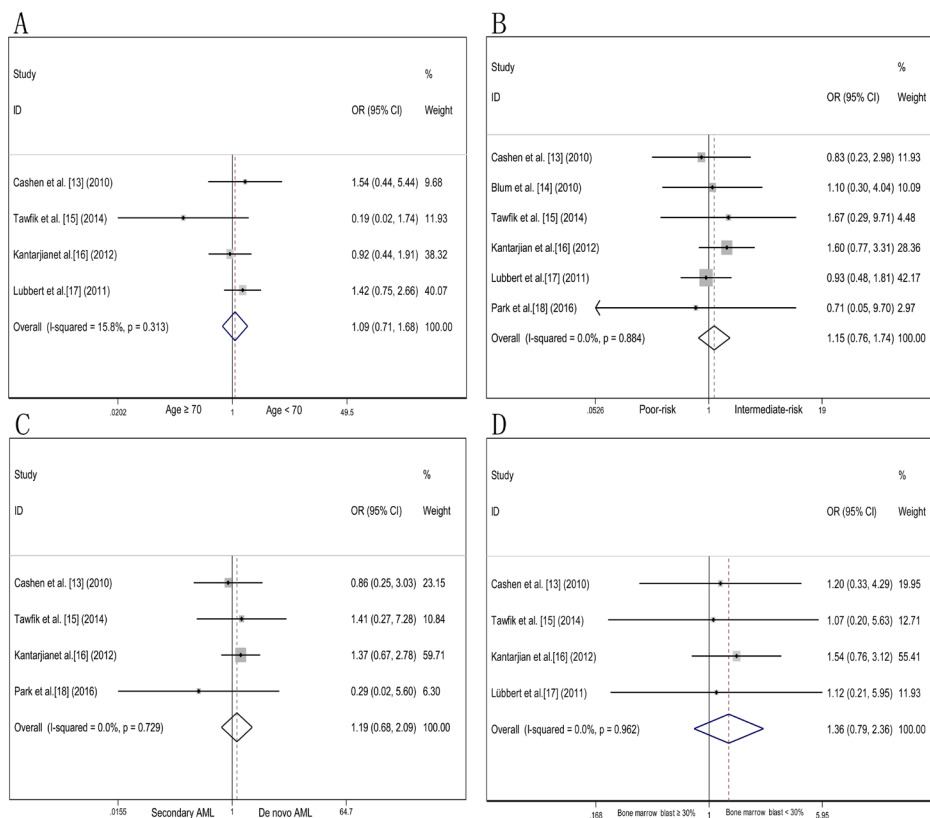 A
Study %
ID OR (95% CI) Weight
Cashen et al. [13] (2010) 1.54 (0.44, 5.44) 9.68
Tawfik et al. [15] (2014) 0.19 (0.02, 1.74) 11.93
Kantarjianet al.[16] (2012) 0.92 (0.44, 1.91) 38.32
Lubbert et al.[17] (2011) 1.42 (0.75, 2.66) 40.07
Overall (I-squared = 15.8%, p = 0.313) 1.09 (0.71, 1.68) 100.00
.0202 Age ≥ 70 1 Age < 70 49.5
B
Study %
ID OR (95% CI) Weight
Cashen et al. [13] (2010) 0.83 (0.23, 2.98) 11.93
Blum et al. [14] (2010) 1.10 (0.30, 4.04) 10.09
Tawfik et al. [15] (2014) 1.67 (0.29, 9.71) 4.48
Kantarjian et al.[16] (2012) 1.60 (0.77, 3.31) 28.36
Lubbert et al.[17] (2011) 0.93 (0.48, 1.81) 42.17
Park et al.[18] (2016) 0.71 (0.05, 9.70) 2.97
Overall (I-squared = 0.0%, p = 0.884) 1.15 (0.76, 1.74) 100.00
.0526 Poor-risk 1 Intermediate-risk 19
C
Study %
ID OR (95% CI) Weight
Cashen et al. [13] (2010) 0.86 (0.25, 3.03) 23.15
Tawfik et al. [15] (2014) 1.41 (0.27, 7.28) 10.84
Kantarjianet al.[16] (2012) 1.37 (0.67, 2.78) 59.71
Park et al.[18] (2016) 0.29 (0.02, 5.60) 6.30
Overall (I-squared = 0.0%, p = 0.729) 1.19 (0.68, 2.09) 100.00
.0155 Secondary AML 1 De novo AML 64.7
D
Study %
ID OR (95% CI) Weight
Cashen et al. [13] (2010) 1.20 (0.33, 4.29) 19.95
Tawfik et al. [15] (2014) 1.07 (0.20, 5.63) 12.71
Kantarjian et al.[16] (2012) 1.54 (0.76, 3.12) 55.41
Lübbert et al.[17] (2011) 1.12 (0.21, 5.95) 11.93
Overall (I-squared = 0.0%, p = 0.962) 1.36 (0.79, 2.36) 100.00
.168 Bone marrow blast ≥ 30% 1 Bone marrow blast < 30% 5.95